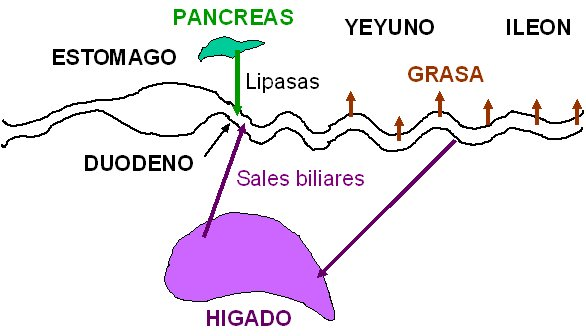 PANCREAS
YEYUNO
ILEON
ESTOMAGO
Lipasas
GRASA
DUODENO
Sales biliares
HIGADO